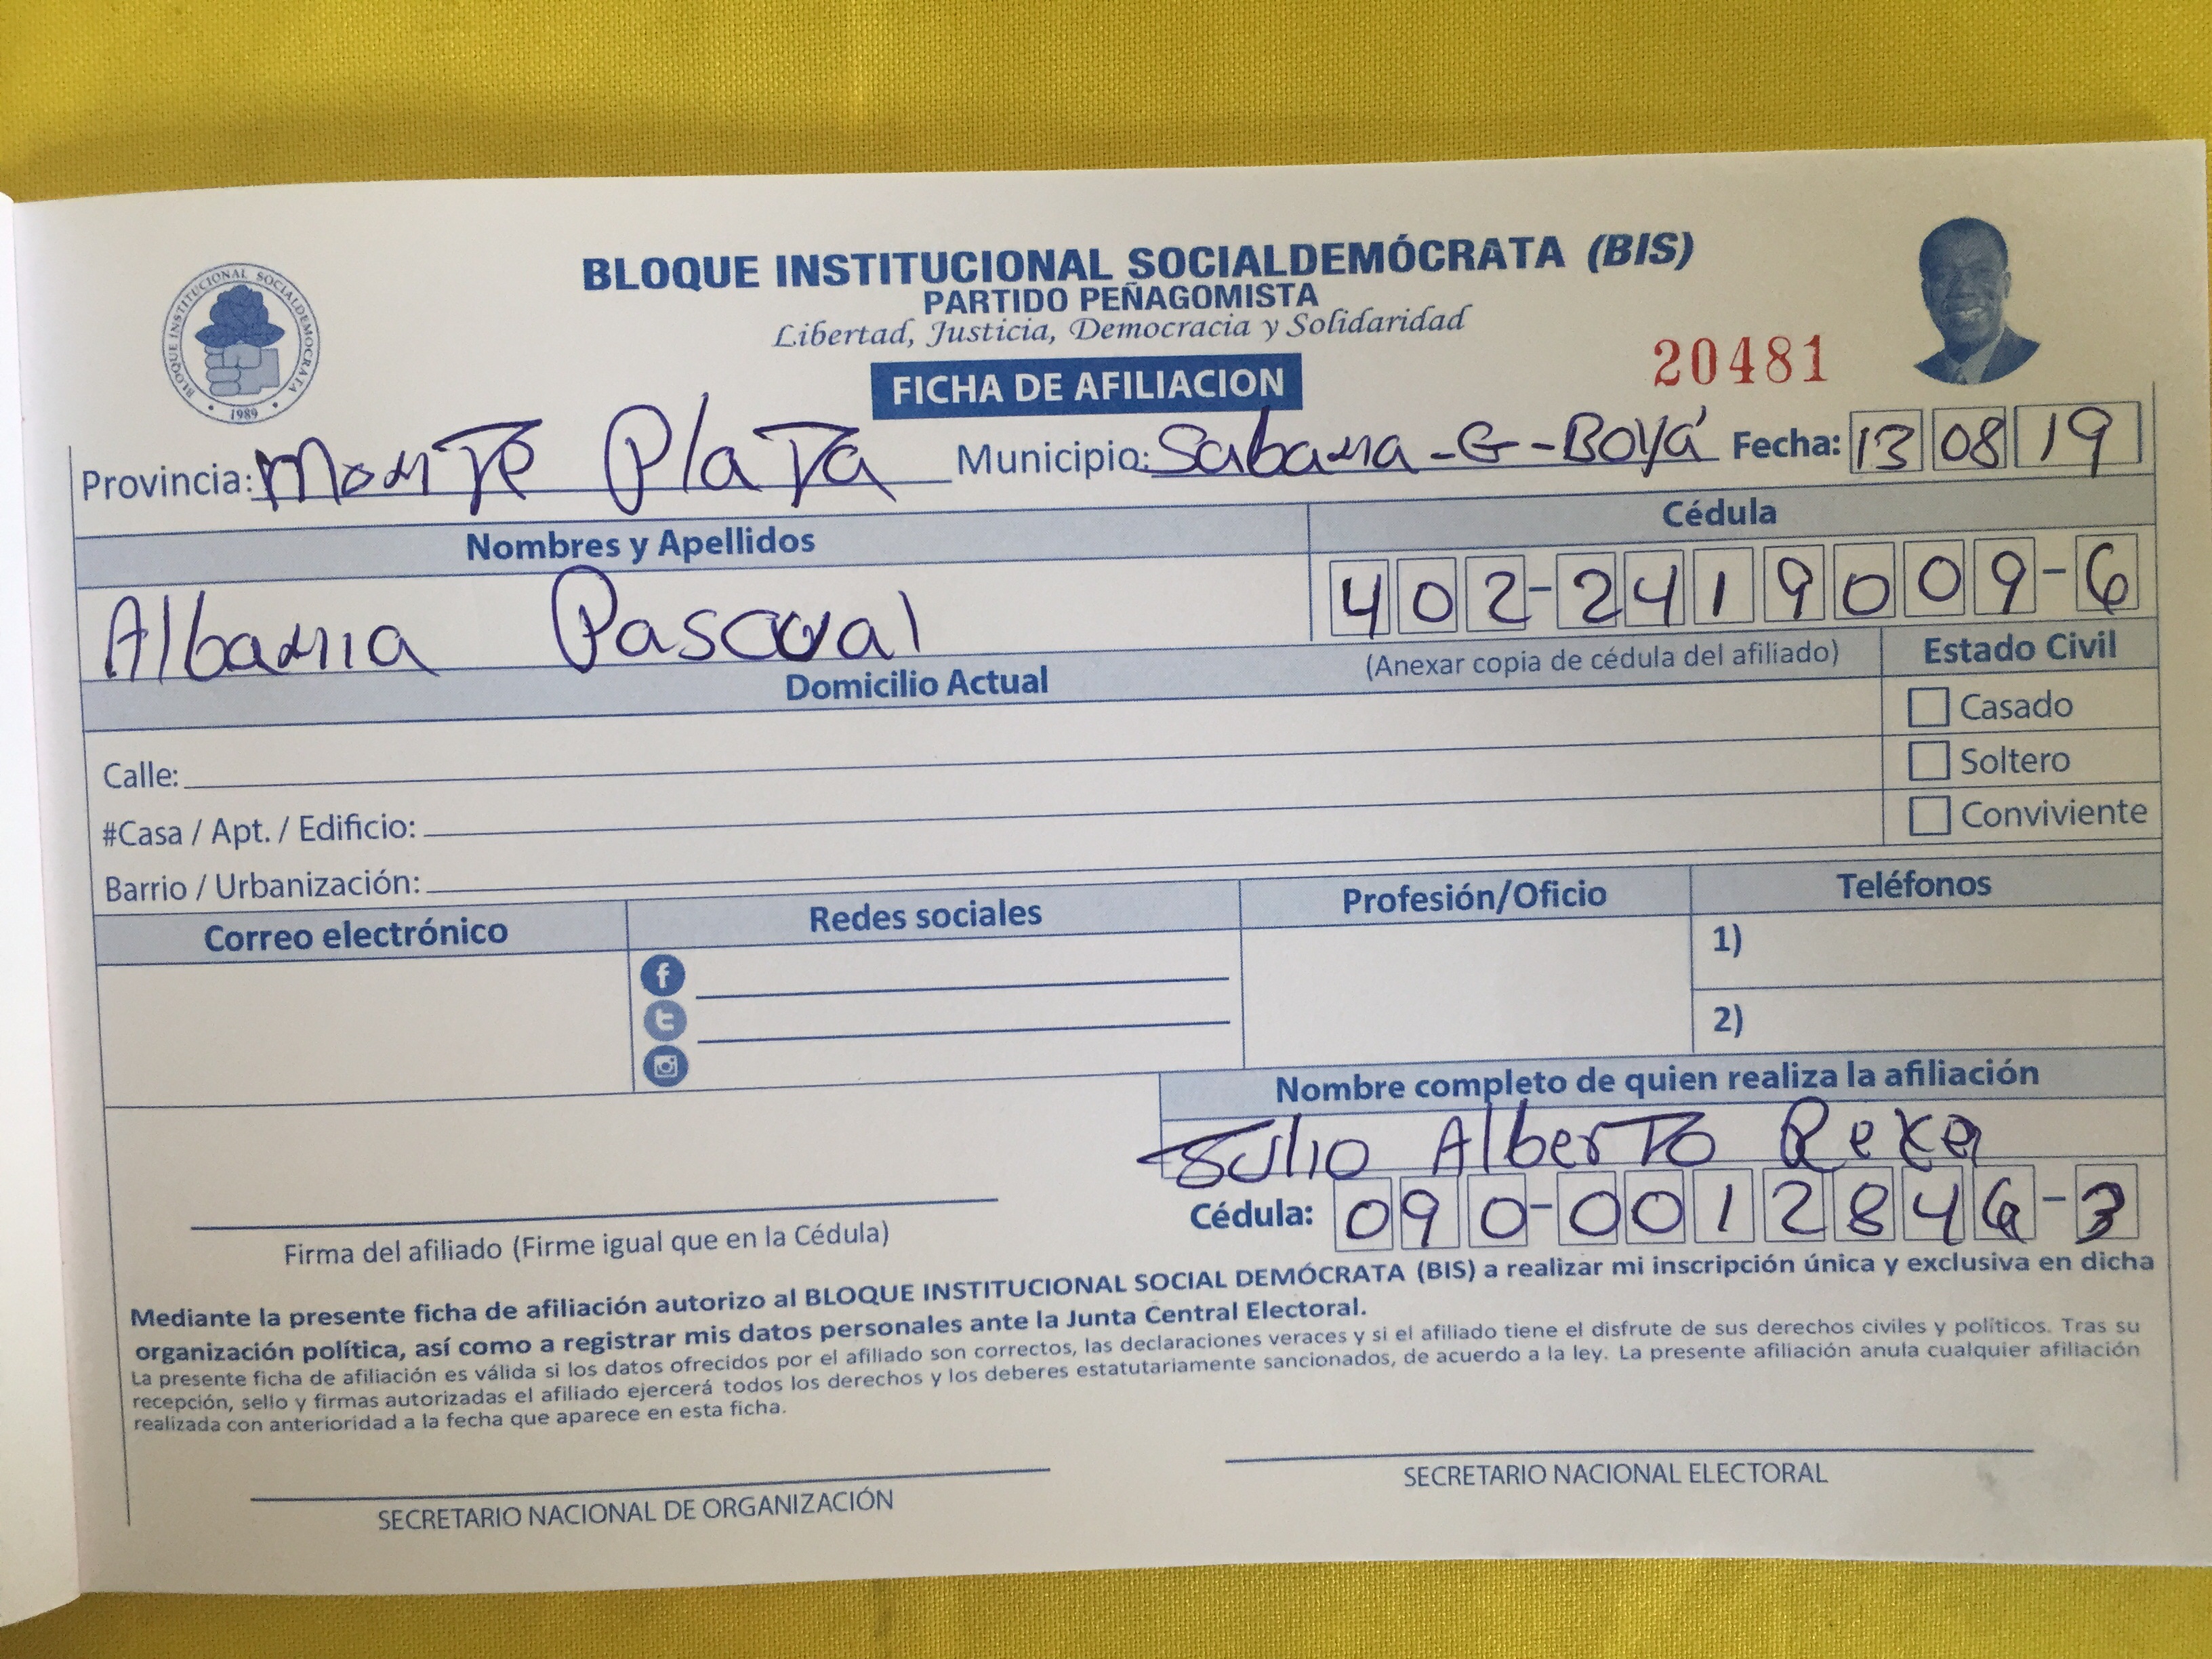 BLOQUE INSTITUCIONAL SOCIALDEMOCRATA
1989
BLOQUE INSTITUCIONAL SOCIALDEMÓCRATA (BIS)
PARTIDO PEÑAGOMISTA
Libertad, Justicia, Democracia y Solidaridad
20481
FICHA DE AFILIACION
Provincia: Monte Plata Municipio: Sabana-G-Boyá Fecha: 13 08 19
Nombres y Apellidos Cédula
Albania Pascual 402-2419009-6
Domicilio Actual (Anexar copia de cédula del afiliado) Estado Civil
Casado
Calle: Soltero
#Casa / Apt. / Edificio: Conviviente
Barrio / Urbanización:
Correo electrónico Redes sociales Profesión/Oficio Teléfonos
1)
2)
Nombre completo de quien realiza la afiliación
Julio Alberto
Cédula: 090-0012846-3
Firma del afiliado (Firme igual que en la Cédula)
Mediante la presente ficha de afiliación autorizo al BLOQUE INSTITUCIONAL SOCIAL DEMÓCRATA (BIS) a realizar mi inscripción única y exclusiva en dicha
organización política, así como a registrar mis datos personales ante la Junta Central Electoral.
La presente ficha de afiliación es válida si los datos ofrecidos por el afiliado son correctos, las declaraciones veraces y si el afiliado tiene el disfrute de sus derechos civiles y políticos. Tras su
recepción, sello y firmas autorizadas el afiliado ejercerá todos los derechos y los deberes estatutariamente sancionados, de acuerdo a la ley. La presente afiliación anula cualquier afiliación
realizada con anterioridad a la fecha que aparece en esta ficha.
SECRETARIO NACIONAL DE ORGANIZACIÓN SECRETARIO NACIONAL ELECTORAL